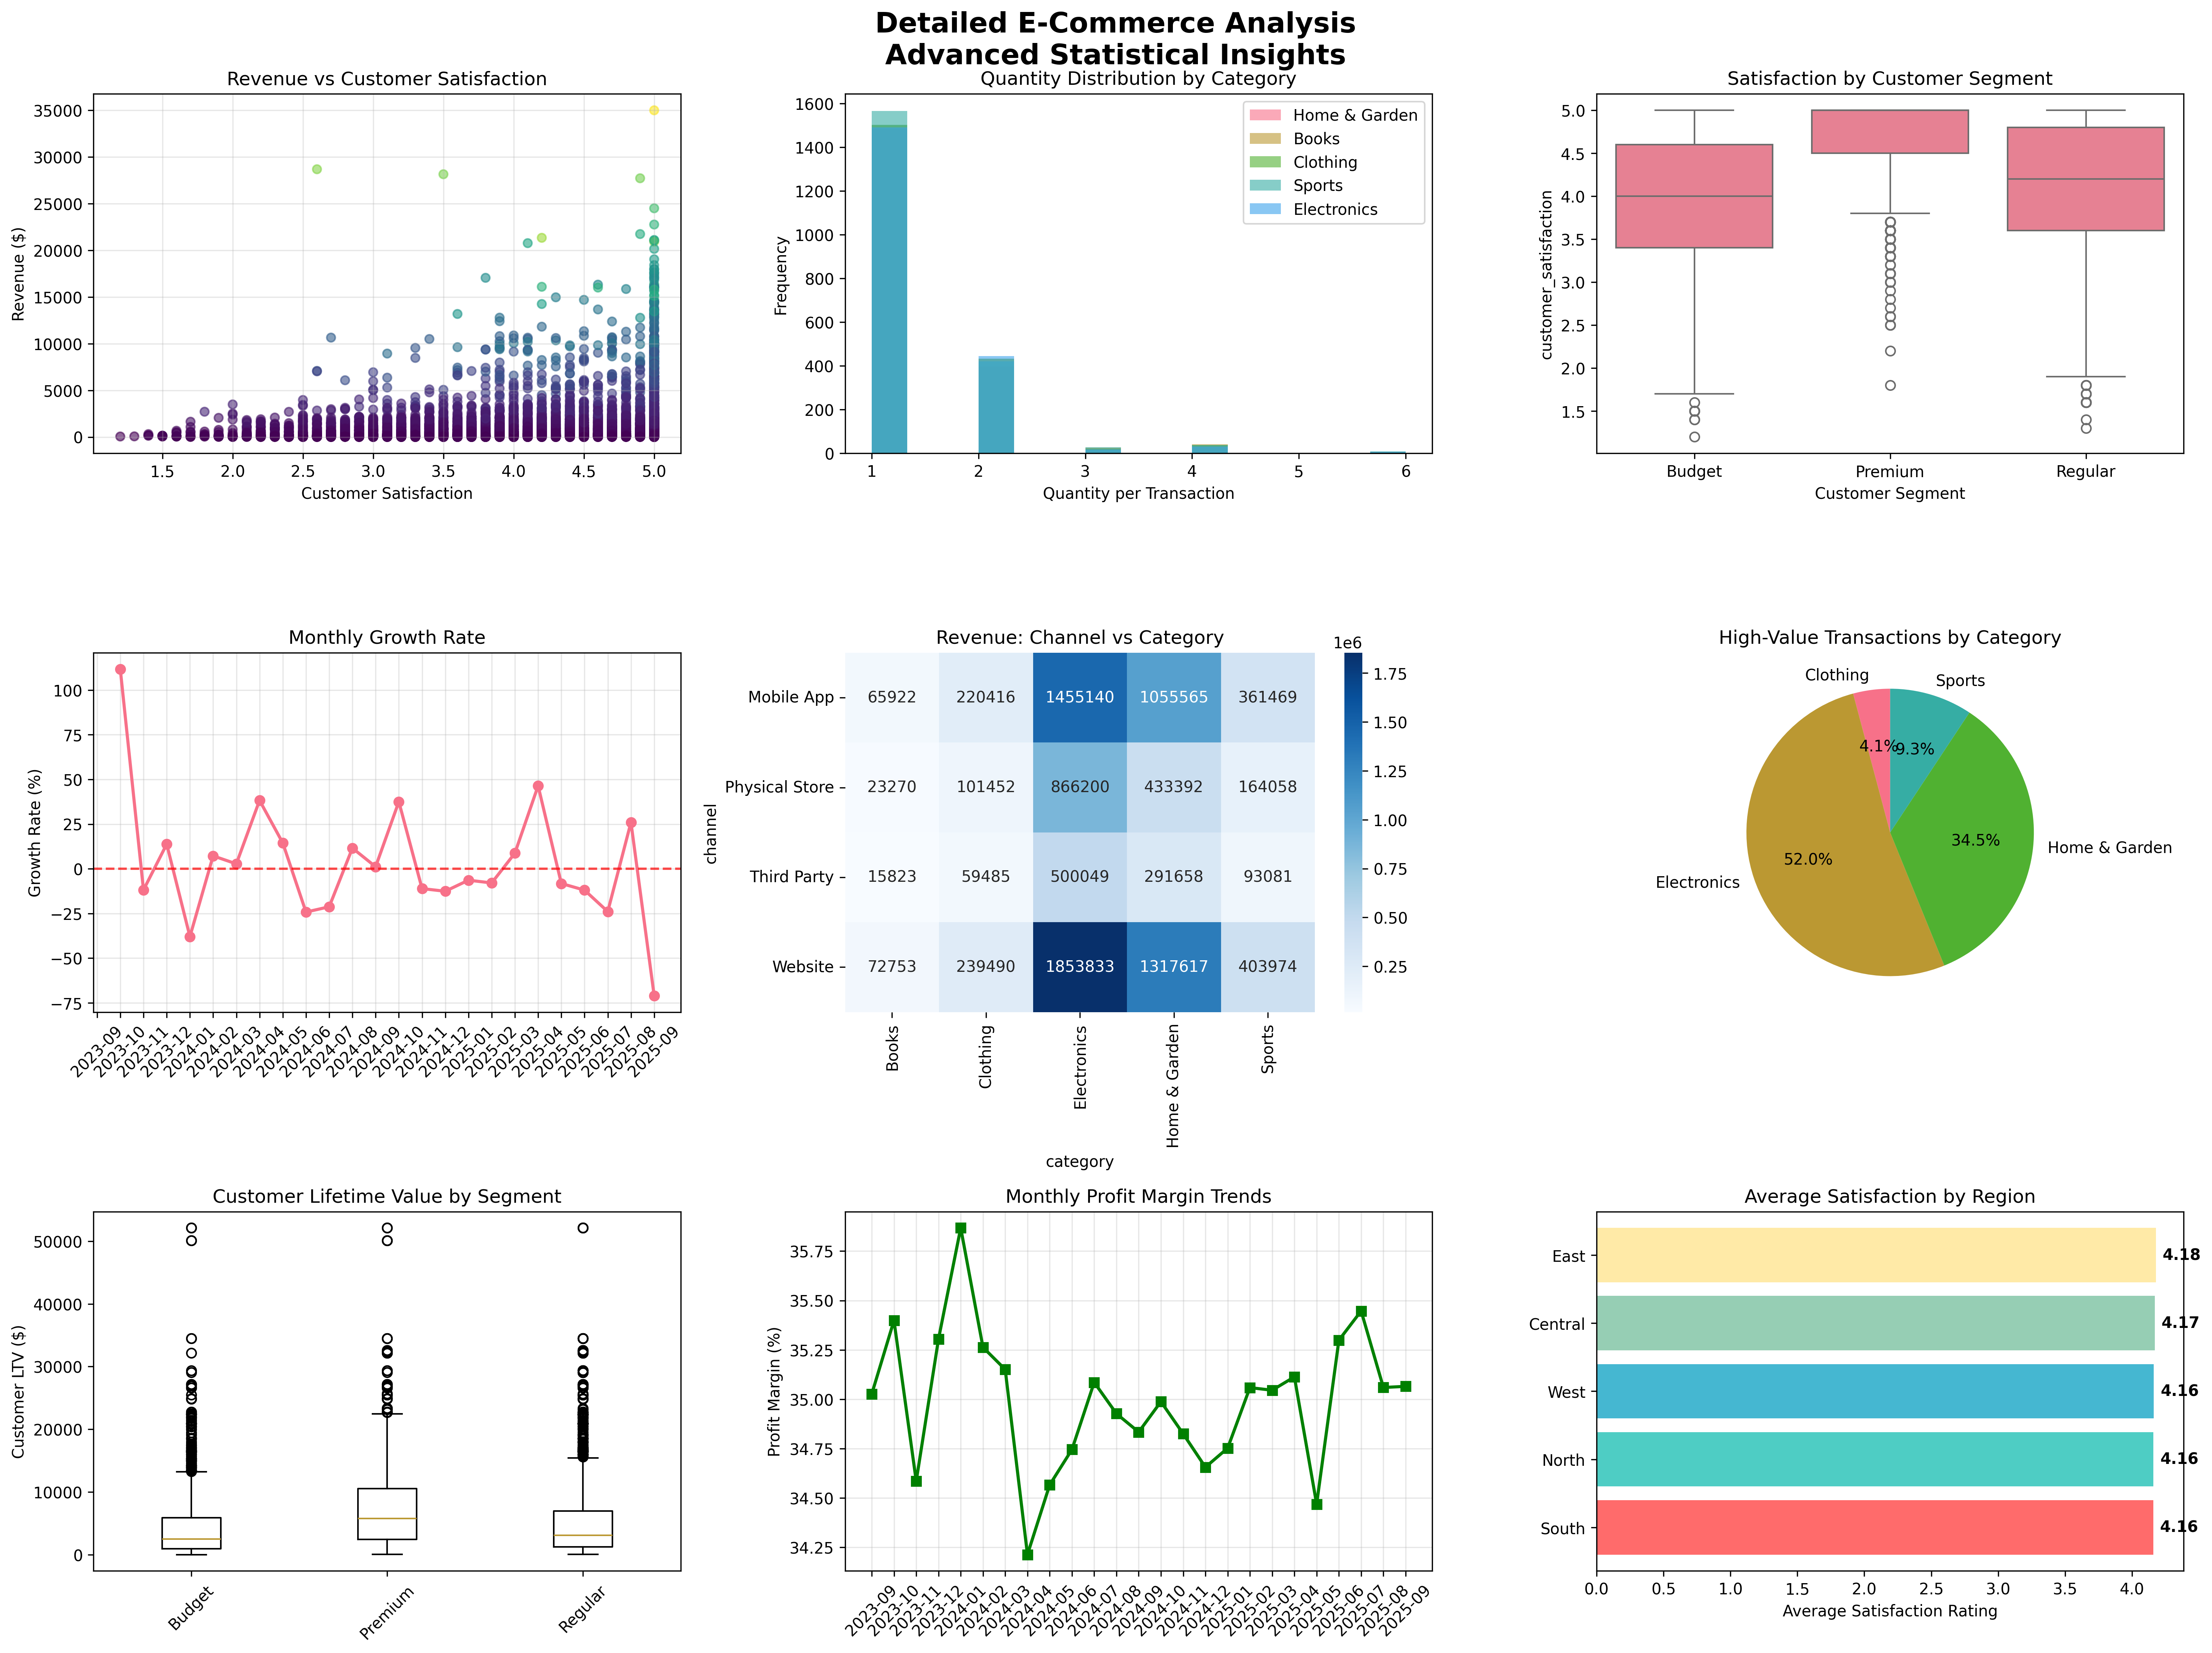 Detailed E-Commerce Analysis
Advanced Statistical Insights
Revenue vs Customer Satisfaction
Revenue ($)
35000
30000
25000
20000
15000
10000
5000
0
1.5 2.0 2.5 3.0 3.5 4.0 4.5 5.0
Customer Satisfaction
Quantity Distribution by Category
Frequency
1600
1400
1200
1000
800
600
400
200
0
Home & Garden
Books
Clothing
Sports
Electronics
1 2 3 4 5 6
Quantity per Transaction
Satisfaction by Customer Segment
customer_satisfaction
5.0
4.5
4.0
3.5
3.0
2.5
2.0
1.5
Budget Premium Regular
Customer Segment
Monthly Growth Rate
Growth Rate (%)
100
75
50
25
0
−25
−50
−75
2023-09 2023-10 2023-11 2023-12 2024-01 2024-02 2024-03 2024-04 2024-05 2024-06 2024-07 2024-08 2024-09 2024-10 2024-11 2024-12 2025-01 2025-02 2025-03 2025-04 2025-05 2025-06 2025-07 2025-08 2025-09
Revenue: Channel vs Category
channel
Mobile App 65922 220416 1455140 1055565 361469
Physical Store 23270 101452 866200 433392 164058
Third Party 15823 59485 500049 291658 93081
Website 72753 239490 1853833 1317617 403974
Books Clothing Electronics Home & Garden Sports
category
1e6
1.75
1.50
1.25
1.00
0.75
0.50
0.25
High-Value Transactions by Category
Clothing
Sports
4.1%
9.3%
Home & Garden
34.5%
52.0%
Electronics
Customer Lifetime Value by Segment
Customer LTV ($)
50000
40000
30000
20000
10000
0
Budget Premium Regular
Monthly Profit Margin Trends
Profit Margin (%)
35.75
35.50
35.25
35.00
34.75
34.50
34.25
2023-09 2023-10 2023-11 2023-12 2024-01 2024-02 2024-03 2024-04 2024-05 2024-06 2024-07 2024-08 2024-09 2024-10 2024-11 2024-12 2025-01 2025-02 2025-03 2025-04 2025-05 2025-06 2025-07 2025-08 2025-09
Average Satisfaction by Region
East 4.18
Central 4.17
West 4.16
North 4.16
South 4.16
0.0 0.5 1.0 1.5 2.0 2.5 3.0 3.5 4.0
Average Satisfaction Rating